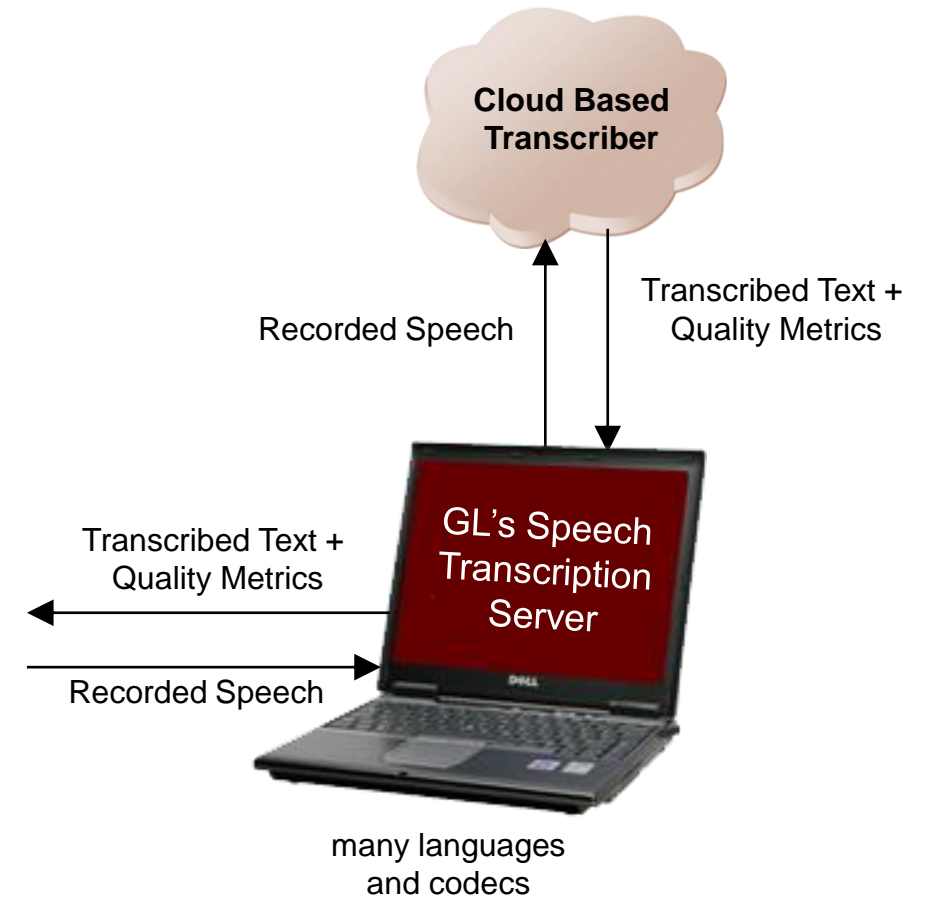 Cloud Based
Transcriber
Recorded Speech
Transcribed Text +
Quality Metrics
GL's Speech
Transcription
Server
Transcribed Text +
Quality Metrics
Recorded Speech
DELL
many languages
and codecs